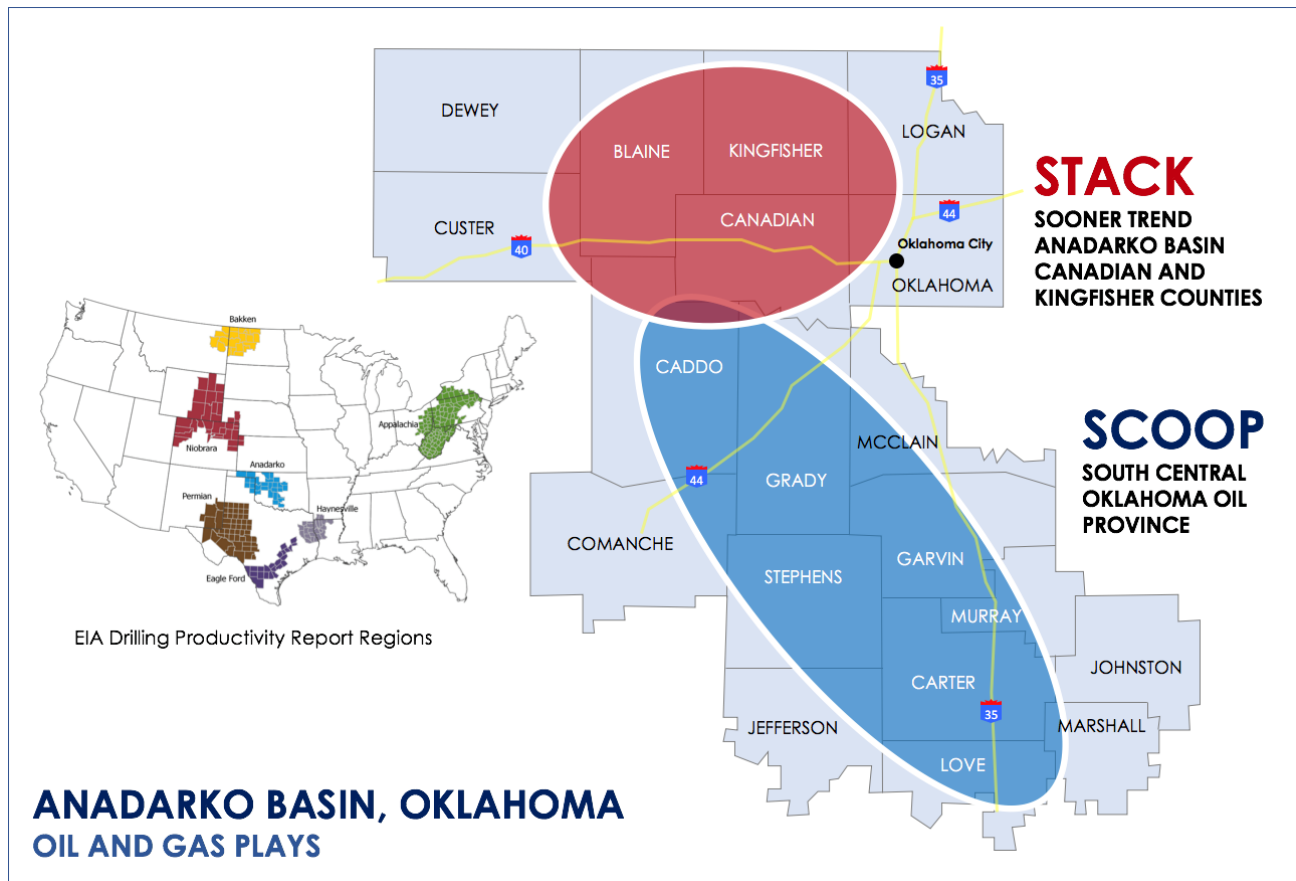 DEWEY
BLAINE
KINGFISHER
LOGAN
35
CUSTER
CANADIAN
44
40
Oklahoma City
OKLAHOMA
STACK
SOONER TREND
ANADARKO BASIN
CANADIAN AND
KINGFISHER COUNTIES
CADDO
MCCLAIN
44
GRADY
COMANCHE
STEPHENS
GARVIN
MURRAY
CARTER
JOHNSTON
35
JEFFERSON
MARSHALL
LOVE
SCOOP
SOUTH CENTRAL
OKLAHOMA OIL
PROVINCE
Bakken
Niobrara
Appalachia
Anadarko
Permian
Haynesville
Eagle Ford
EIA Drilling Productivity Report Regions
ANADARKO BASIN, OKLAHOMA
OIL AND GAS PLAYS